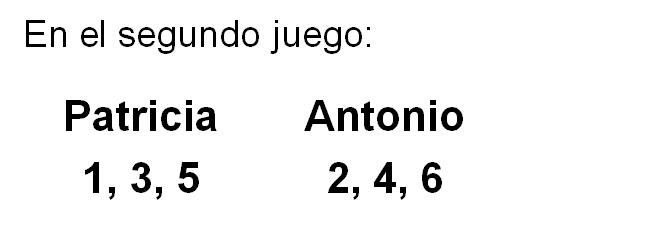 En el segundo juego:
Patricia Antonio
1, 3, 5 2, 4, 6